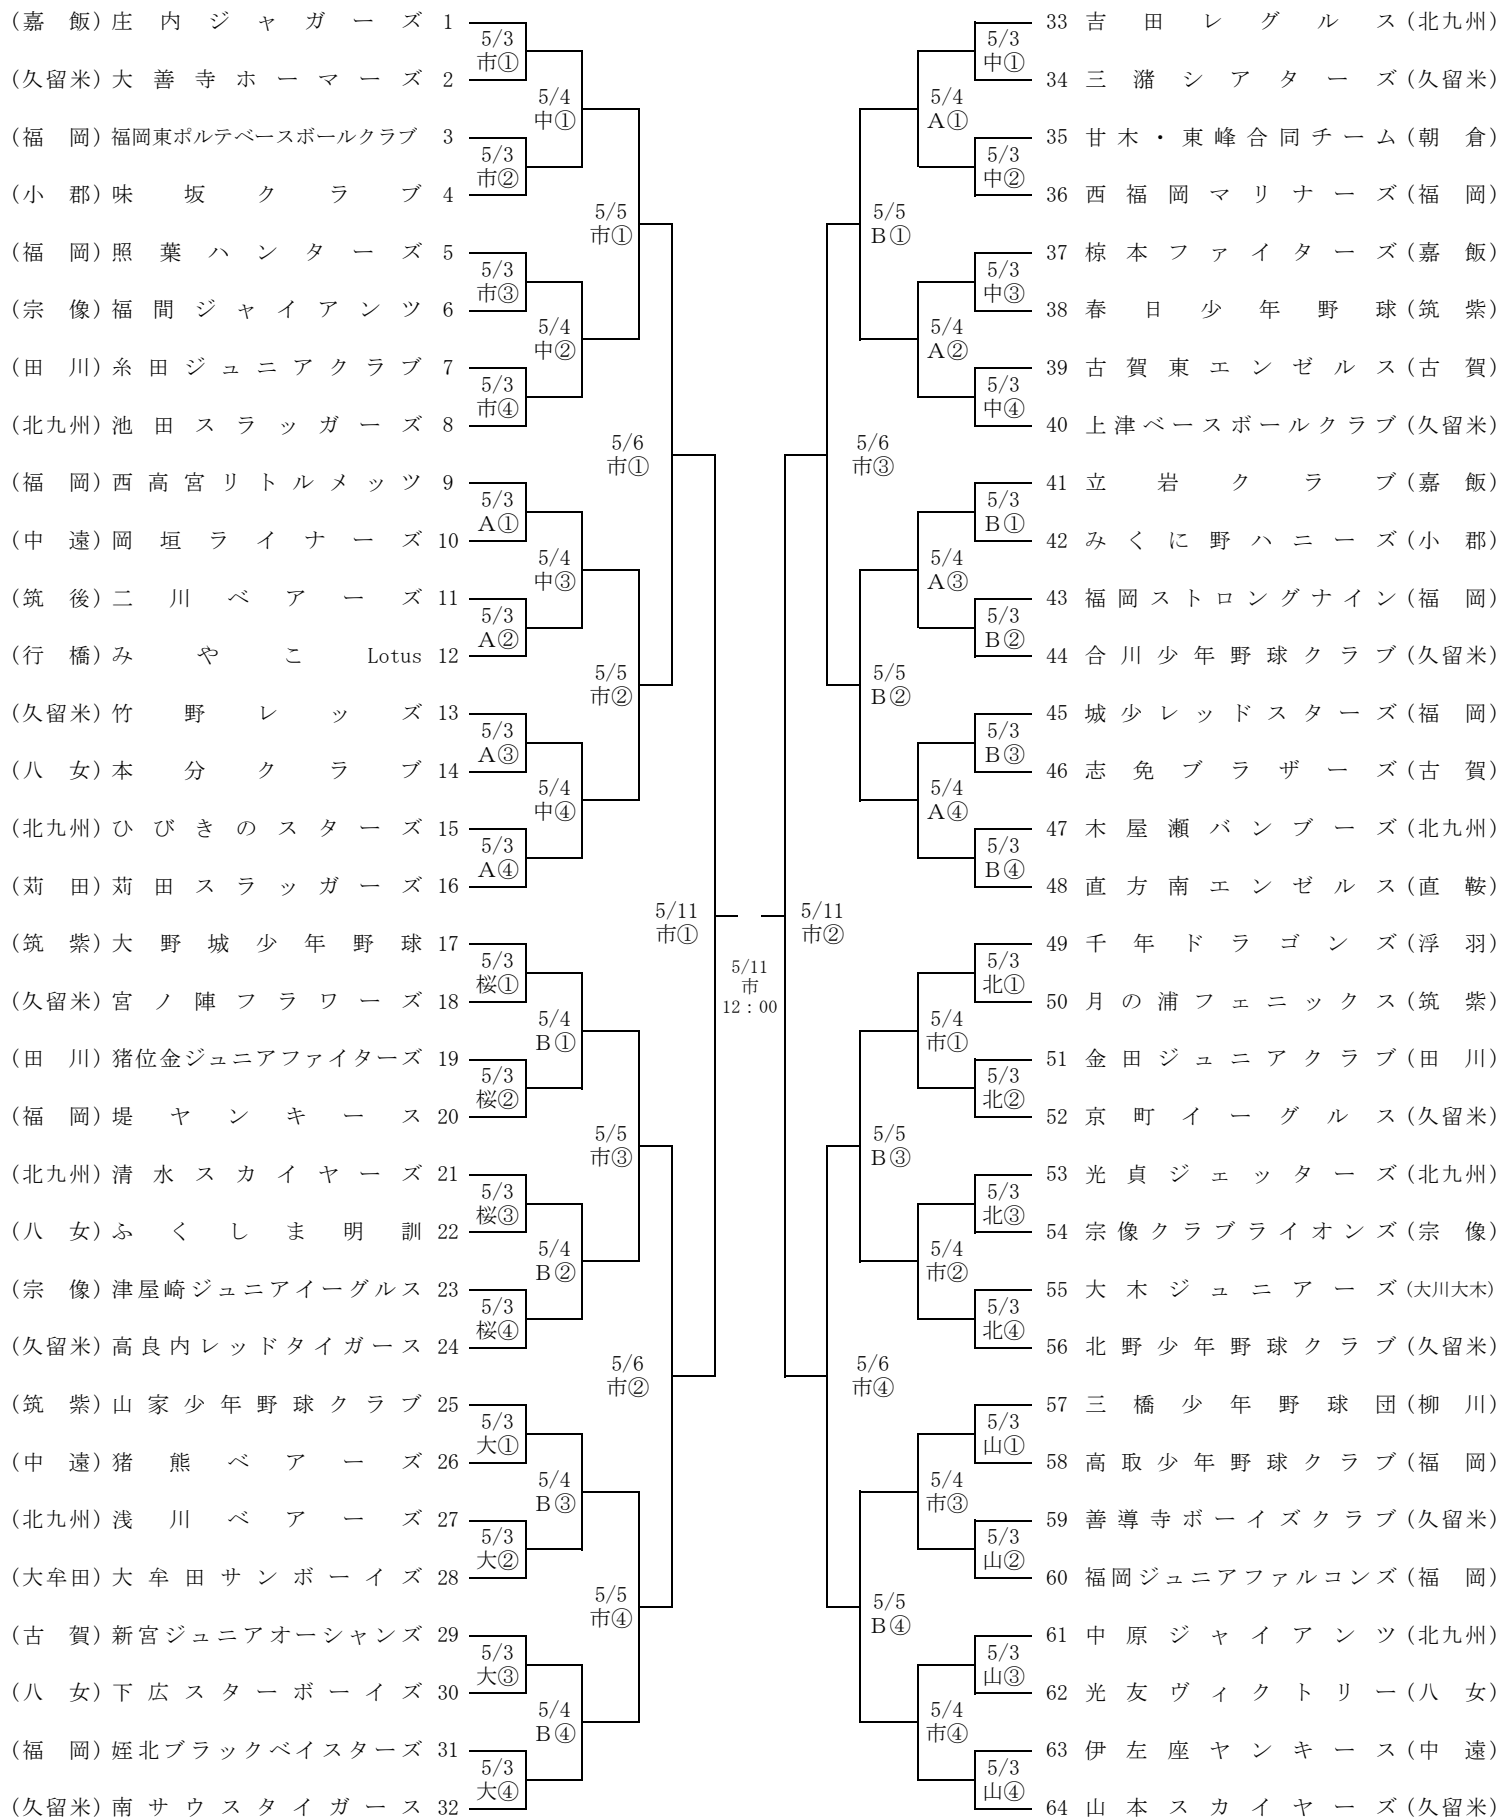 (嘉 飯) 庄内ジャガーズ 1
5/3
市①
(久留米) 大善寺ホーマーズ 2
5/4
中①
(福 岡) 福岡東ポルテベースボールクラブ 3
5/3
市②
(小 郡) 味坂クラブ 4
5/5
市①
(福 岡) 照葉ハンターズ 5
5/3
市③
(宗 像) 福間ジャイアンツ 6
5/4
中②
(田 川) 糸田ジュニアクラブ 7
5/3
市④
(北九州) 池田スラッガーズ 8
5/6
市①
(福 岡) 西高宮リトルメッツ 9
5/3
A①
(中 遠) 岡垣ライナーズ 10
5/4
中③
(筑 後) 二川ベアーズ 11
5/3
A②
(行 橋) みやこ Lotus 12
5/5
市②
(久留米) 竹野レッズ 13
5/3
A③
(八 女) 本分クラブ 14
5/4
中④
(北九州) ひびきのスターズ 15
5/3
A④
(苅 田) 苅田スラッガーズ 16
5/11
市①
(筑 紫) 大野城少年野球 17
5/3
桜①
(久留米) 宮ノ陣フラワーズ 18
5/4
B①
(田 川) 猪位金ジュニアファイターズ 19
5/3
桜②
(福 岡) 堤ヤンキース 20
5/5
市③
(北九州) 清水スカイヤーズ 21
5/3
桜③
(八 女) ふくしま明訓 22
5/4
B②
(宗 像) 津屋崎ジュニアイーグルス 23
5/3
桜④
(久留米) 高良内レッドタイガース 24
5/6
市②
(筑 紫) 山家少年野球クラブ 25
5/3
大①
(中 遠) 猪熊ベアーズ 26
5/4
B③
(北九州) 浅川ベアーズ 27
5/3
大②
(大牟田) 大牟田サンボーイズ 28
5/5
市④
(古 賀) 新宮ジュニアオーシャンズ 29
5/3
大③
(八 女) 下広スターボーイズ 30
5/4
B④
(福 岡) 姪北ブラックベイスターズ 31
5/3
大④
(久留米) 南サウスタイガース 32
5/11
市
12：00
33 吉田レグルス (北九州)
5/3
中①
34 三潴シアターズ (久留米)
5/4
A①
35 甘木・東峰合同チーム (朝 倉)
5/3
中②
36 西福岡マリナーズ (福 岡)
5/5
B①
37 椋本ファイターズ (嘉 飯)
5/3
中③
38 春日少年野球 (筑 紫)
5/4
A②
39 古賀東エンゼルス (古 賀)
5/3
中④
40 上津ベースボールクラブ (久留米)
5/6
市③
41 立岩クラブ (嘉 飯)
5/3
B①
42 みくに野ハニーズ (小 郡)
5/4
A③
43 福岡ストロングナイン (福 岡)
5/3
B②
44 合川少年野球クラブ (久留米)
5/5
B②
45 城少レッドスターズ (福 岡)
5/3
B③
46 志免ブラザーズ (古 賀)
5/4
A④
47 木屋瀬バンブーズ (北九州)
5/3
B④
48 直方南エンゼルス (直 鞍)
5/11
市②
49 千年ドラゴンズ (浮 羽)
5/3
北①
50 月の浦フェニックス (筑 紫)
5/4
市①
51 金田ジュニアクラブ (田 川)
5/3
北②
52 京町イーグルス (久留米)
5/5
B③
53 光貞ジェッターズ (北九州)
5/3
北③
54 宗像クラブライオンズ (宗 像)
5/4
市②
55 大木ジュニアーズ (大川大木)
5/3
北④
56 北野少年野球クラブ (久留米)
5/6
市④
57 三橋少年野球団 (柳 川)
5/3
山①
58 高取少年野球クラブ (福 岡)
5/4
市③
59 善導寺ボーイズクラブ (久留米)
5/3
山②
60 福岡ジュニアファルコンズ (福 岡)
5/5
B④
61 中原ジャイアンツ (北九州)
5/3
山③
62 光友ヴィクトリー (八 女)
5/4
市④
63 伊左座ヤンキース (中 遠)
5/3
山④
64 山本スカイヤーズ (久留米)